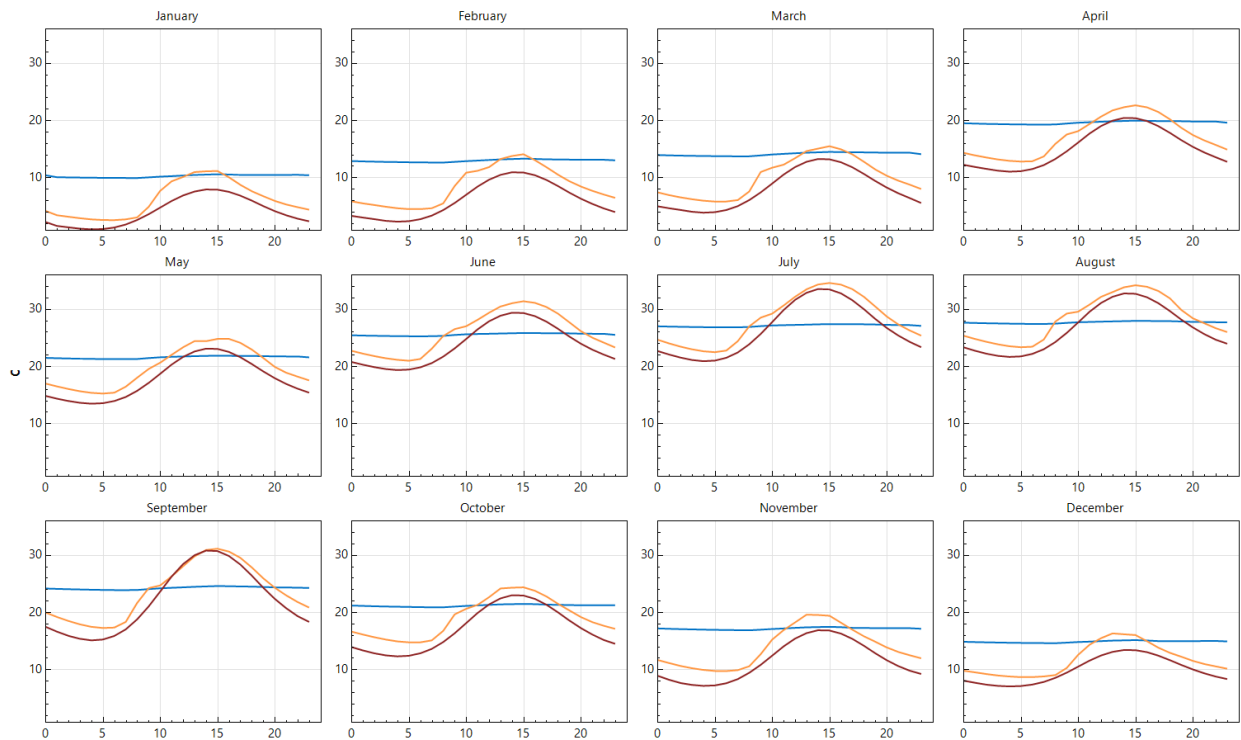 January February March April
30 30 30 30
20 20 20 20
10 10 10 10
0 5 10 15 20 0 5 10 15 20 0 5 10 15 20 0 5 10 15 20
May June July August
30 30 30 30
20 20 20 20
C
10 10 10 10
0 5 10 15 20 0 5 10 15 20 0 5 10 15 20 0 5 10 15 20
September October November December
30 30 30 30
20 20 20 20
10 10 10 10
0 5 10 15 20 0 5 10 15 20 0 5 10 15 20 0 5 10 15 20